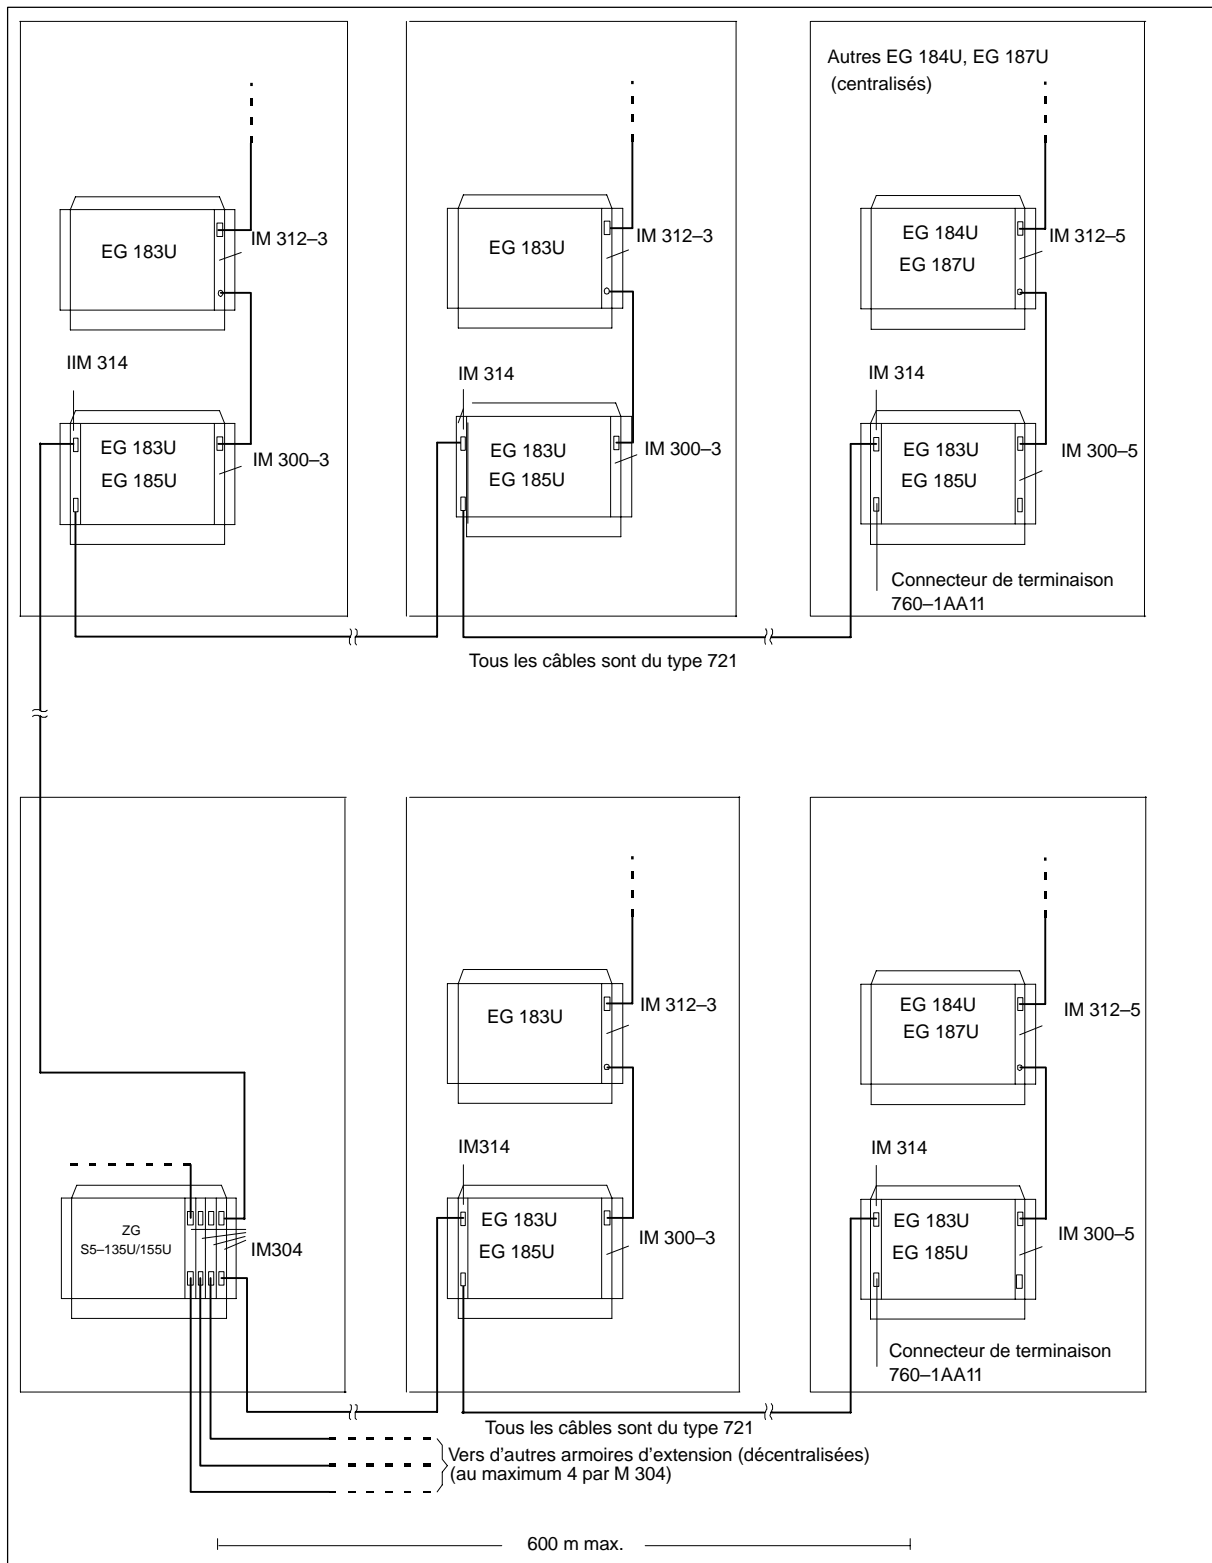 Autres EG 184U, EG 187U
(centralisés)
EG 183U
IM 312–3
EG 183U
IM 312–3
EG 184U
EG 187U
IM 312–5
IIM 314
EG 183U
EG 185U
IM 300–3
IM 314
EG 183U
EG 185U
IM 300–3
IM 314
EG 183U
EG 185U
IM 300–5
Connecteur de terminaison
760–1AA11
Tous les câbles sont du type 721
EG 183U
IM 312–3
EG 184U
EG 187U
IM 312–5
ZG
S5–135U/155U
IM304
IM314
EG 183U
EG 185U
IM 300–3
IM 314
EG 183U
EG 185U
IM 300–5
Connecteur de terminaison
760–1AA11
Tous les câbles sont du type 721
Vers d'autres armoires d'extension (décentralisées)
(au maximum 4 par M 304)
600 m max.